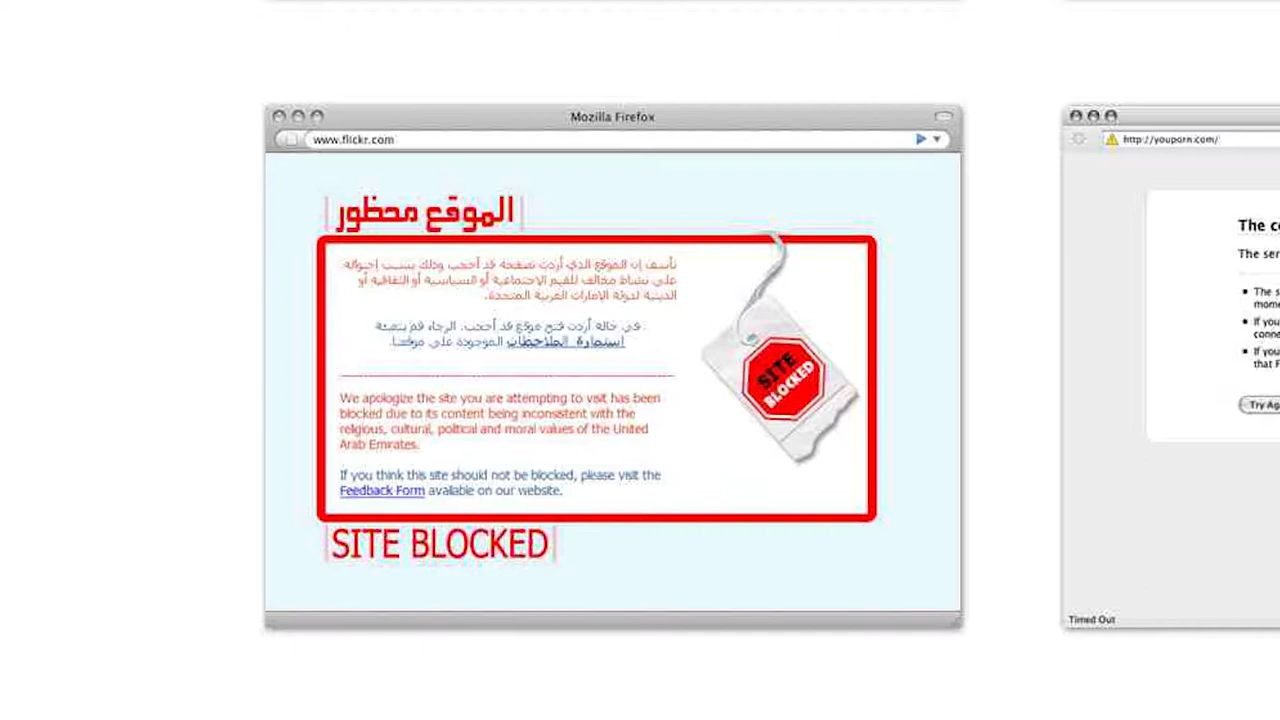 Mozilla Firefox
www.flickr.com
الموقع محظور
نأسف إن الموقع الذي أردت تصفحه قد أحجب وذلك بسبب إحتوائه
على نشاط مخالف للقيم الإجتماعية أو السياسية أو الثقافية أو
الدينية لدولة الإمارات العربية المتحدة.
في حالة أردت فتح موقع قد أحجب، الرجاء قم بتعبئة
استمارة الملاحظات الموجودة على موقعنا.
We apologize the site you are attempting to visit has been
blocked due to its content being inconsistent with the
religious, cultural, political and moral values of the United
Arab Emirates.
If you think this site should not be blocked, please visit the
Feedback Form available on our website.
SITE
BLOCKED
SITE BLOCKED
http://youporn.com/
The c
The ser
The s
mome
If you
conne
If you
that F
Try Ag
Timed Out